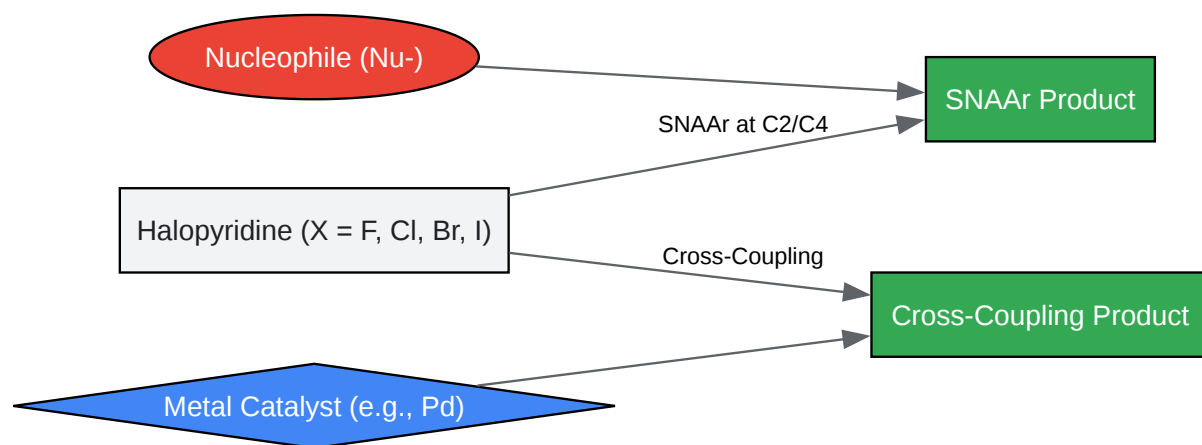 Nucleophile (Nu-)
SNAAr Product
SNAAr at C2/C4
Halopyridine (X = F, Cl, Br, I)
Cross-Coupling
Cross-Coupling Product
Metal Catalyst (e.g., Pd)